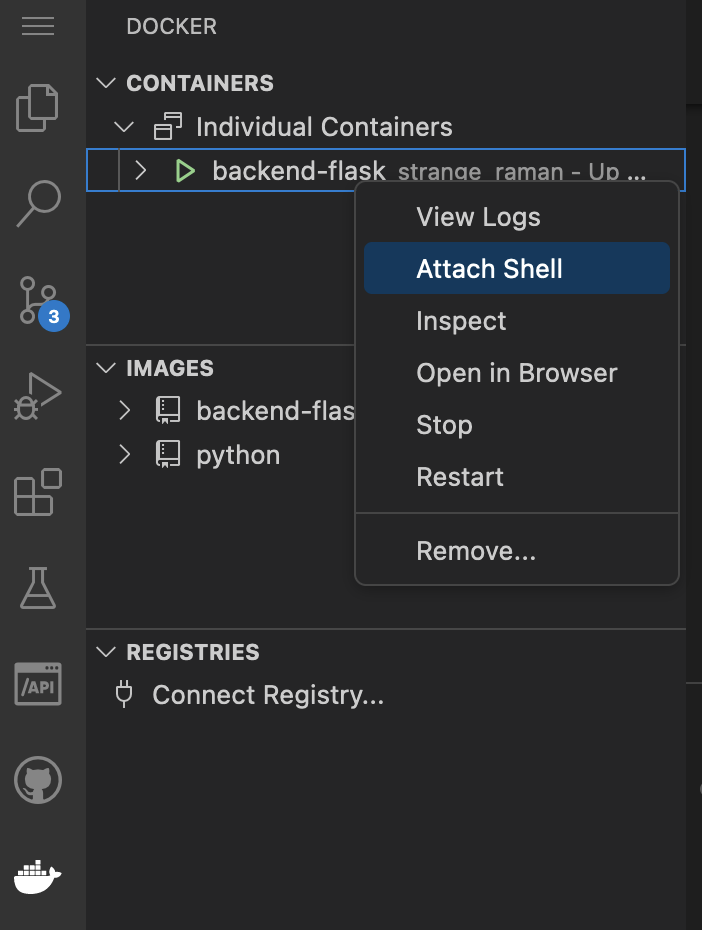 DOCKER
CONTAINERS
Individual Containers
backend-flask strange_raman - Up ...
View Logs
Attach Shell
Inspect
Open in Browser
Stop
Restart
Remove...
3
IMAGES
backend-flas
python
REGISTRIES
Connect Registry...
/API